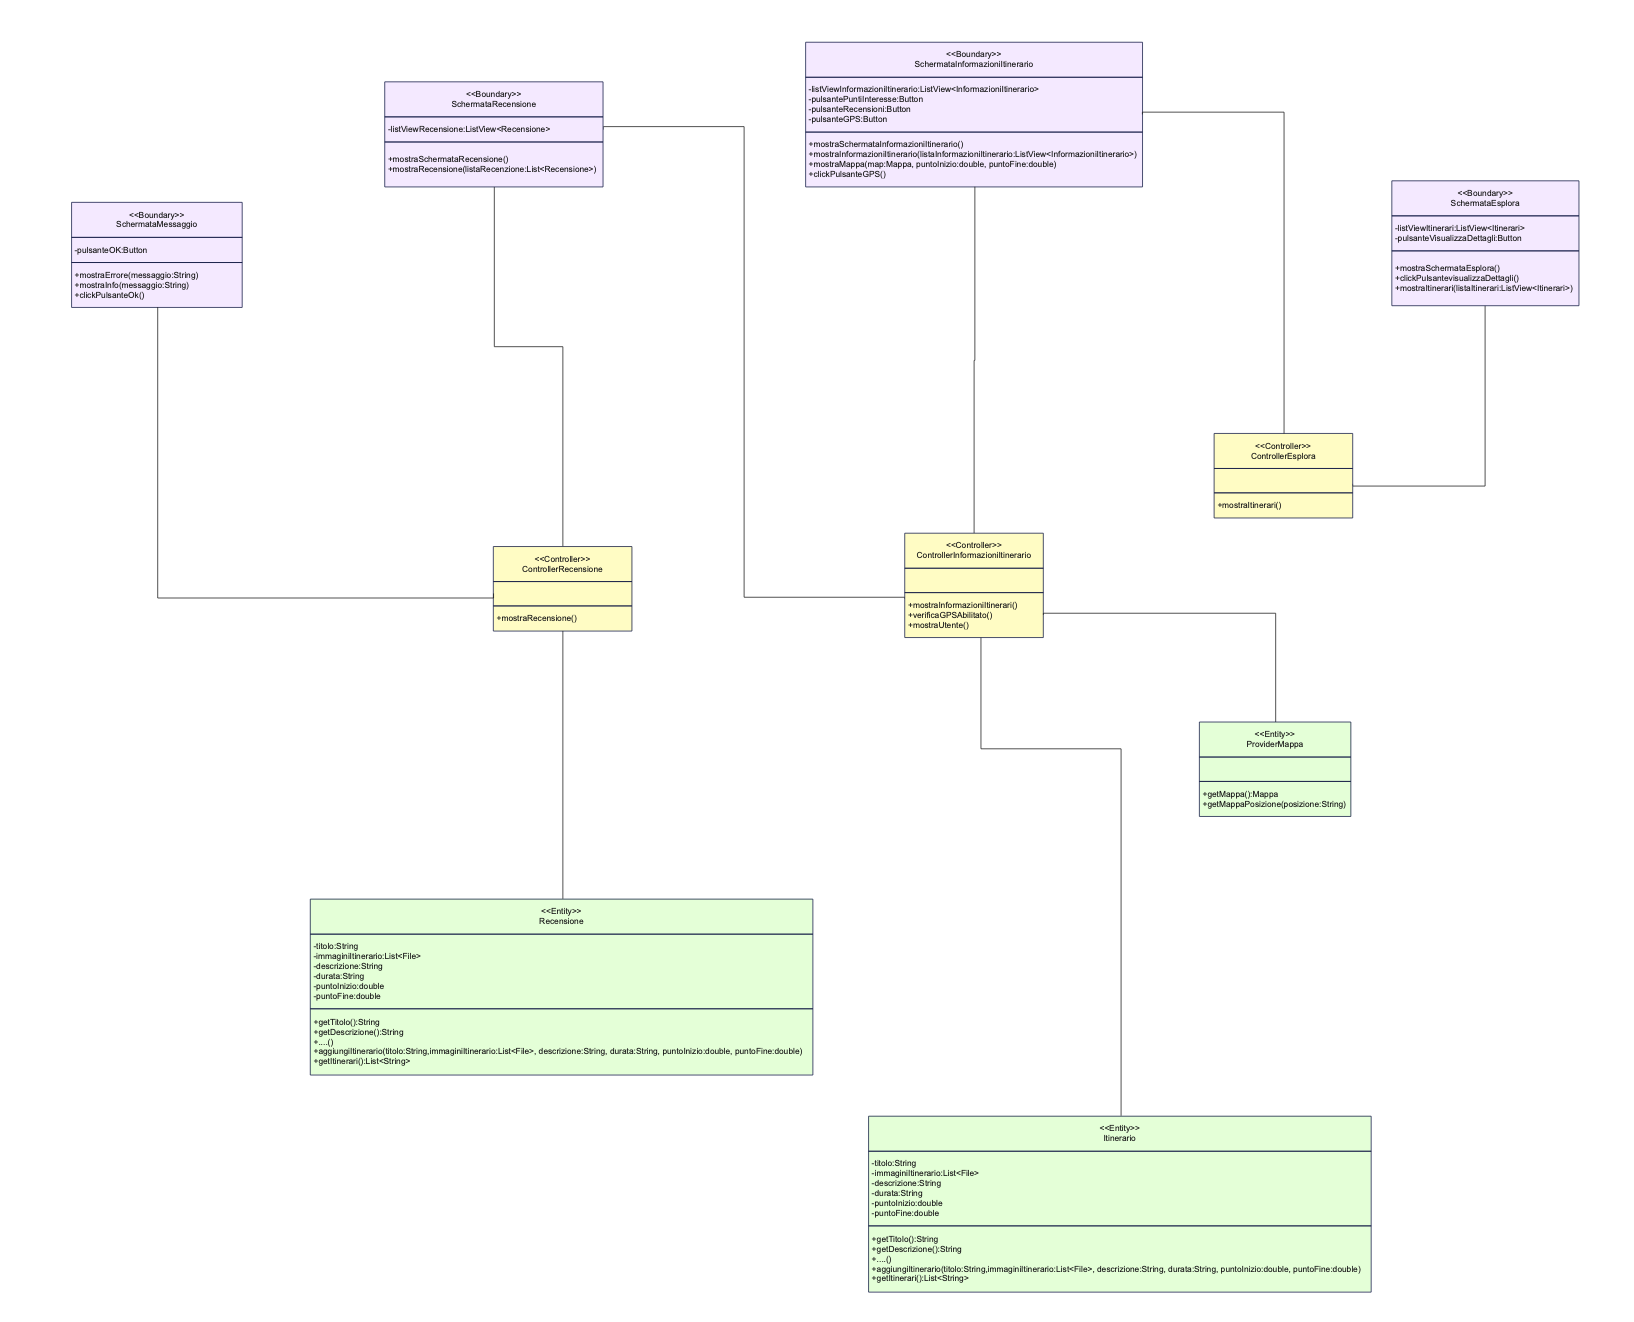 <<Boundary>>
SchermataInformazioniItinerario
-listViewInformazioniItinerario:ListView<InformazioniItinerario>
-pulsantePuntiInteresse:Button
-pulsanteRecensioni:Button
-pulsanteGPS:Button
+mostraSchermataInformazioniItinerario()
+mostraInformazioniItinerario(listaInformazioniItinerario:ListView<InformazioniItinerario>)
+mostraMappa(map:Mappa, puntoInizio:double, puntoFine:double)
+clickPulsanteGPS()
<<Boundary>>
SchermataRecensione
-listViewRecensione:ListView<Recensione>
+mostraSchermataRecensione()
+mostraRecensione(listaRecenzione:List<Recensione>)
<<Boundary>>
SchermataEsplora
-listViewItinerari:ListView<Itinerari>
-pulsanteVisualizzaDettagli:Button
+mostraSchermataEsplora()
+clickPulsantevisualizzaDettagli()
+mostraItinerari(listaItinerari:ListView<Itinerari>)
<<Boundary>>
SchermataMessaggio
-pulsanteOK:Button
+mostraErrore(messaggio:String)
+mostraInfo(messaggio:String)
+clickPulsanteOk()
<<Controller>>
ControllerEsplora
+mostraItinerari()
<<Controller>>
ControllerInformazioniItinerario
+mostraInformazioniItinerari()
+verificaGPSAbilitato()
+mostraUtente()
<<Controller>>
ControllerRecensione
+mostraRecensione()
<<Entity>>
ProviderMappa
+getMappa():Mappa
+getMappaPosizione(posizione:String)
<<Entity>>
Recensione
-titolo:String
-immaginiItinerario:List<File>
-descrizione:String
-durata:String
-puntoInizio:double
-puntoFine:double
+getTitolo():String
+getDescrizione():String
+....()
+aggiungiItinerario(titolo:String,immaginiItinerario:List<File>, descrizione:String, durata:String, puntoInizio:double, puntoFine:double)
+getItinerari():List<String>
<<Entity>>
Itinerario
-titolo:String
-immaginiItinerario:List<File>
-descrizione:String
-durata:String
-puntoInizio:double
-puntoFine:double
+getTitolo():String
+getDescrizione():String
+....()
+aggiungiItinerario(titolo:String,immaginiItinerario:List<File>, descrizione:String, durata:String, puntoInizio:double, puntoFine:double)
+getItinerari():List<String>